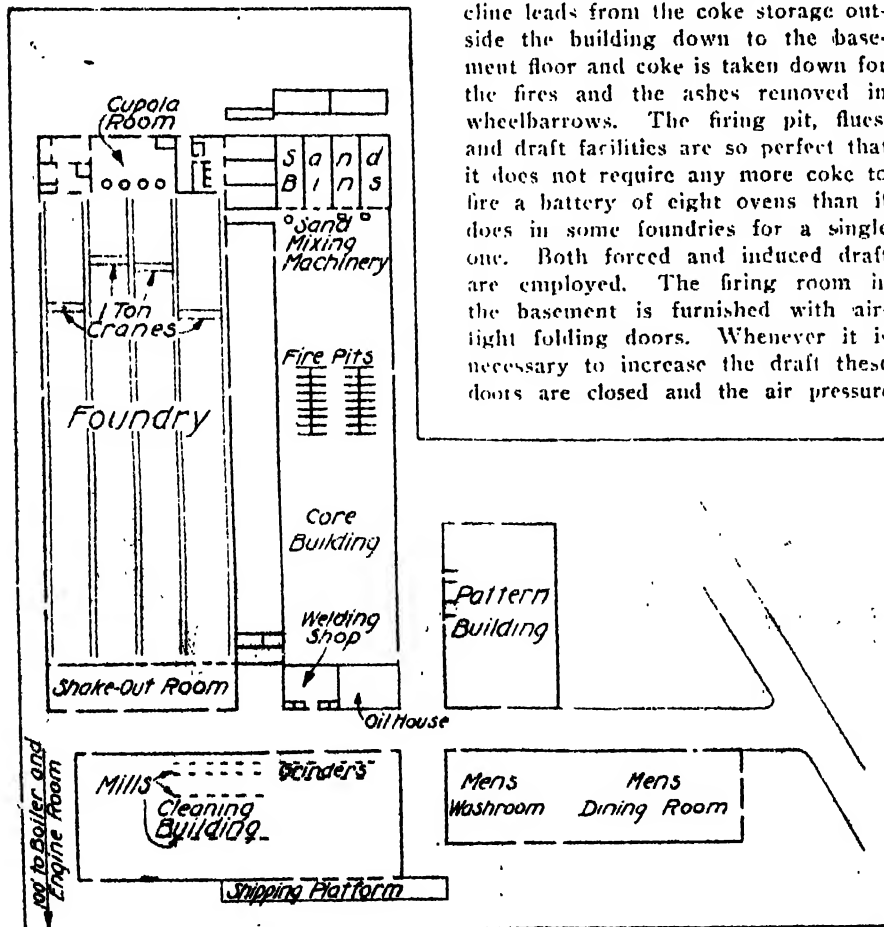 cline leads from the coke storage out-
side the building down to the base-
ment floor and coke is taken down for
the fires and the ashes removed in
wheelbarrows. The firing pit, flues
and draft facilities are so perfect that
it does not require any more coke to
fire a battery of eight ovens than it
does in some foundries for a single
one. Both forced and induced draft
are employed. The firing room in
the basement is furnished with air-
tight folding doors. Whenever it is
necessary to increase the draft these
doors are closed and the air pressure
Cupola
Room
Sand
Bins
Sand
Mixing
Machinery
1 Ton
Cranes
Fire Pits
Foundry
Core
Building
Pattern
Building
Welding
Shop
Shake-Out Room
Oil House
Mills
Grinders
Cleaning
Building
Mens
Washroom
Mens
Dining Room
Shipping Platform
100' to Boiler and
Engine Room